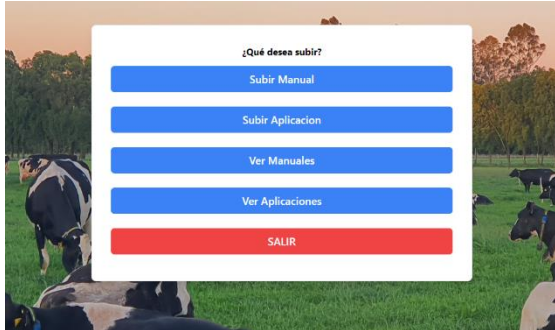 ¿Qué desea subir?
Subir Manual
Subir Aplicacion
Ver Manuales
Ver Aplicaciones
SALIR